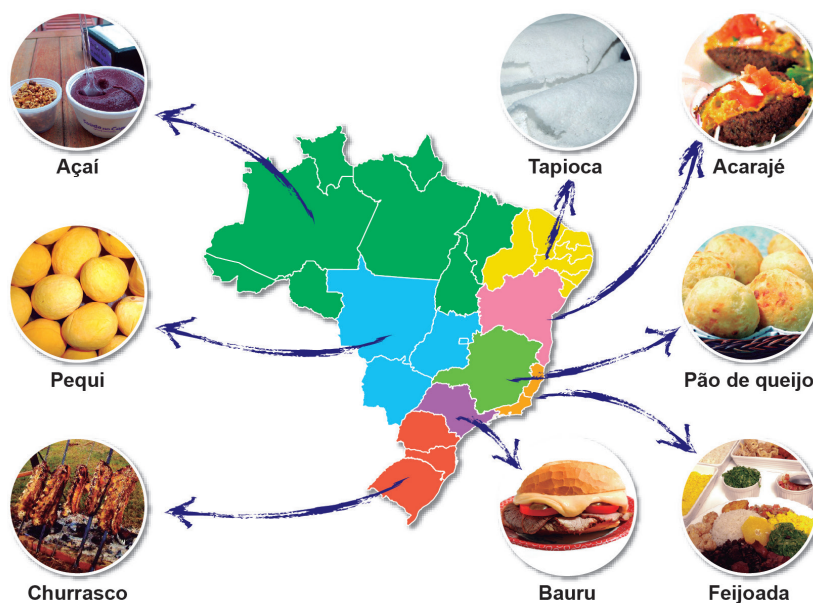 Açaí
Tapioca
Acarajé
Pequi
Pão de queijo
Churrasco
Bauru
Feijoada